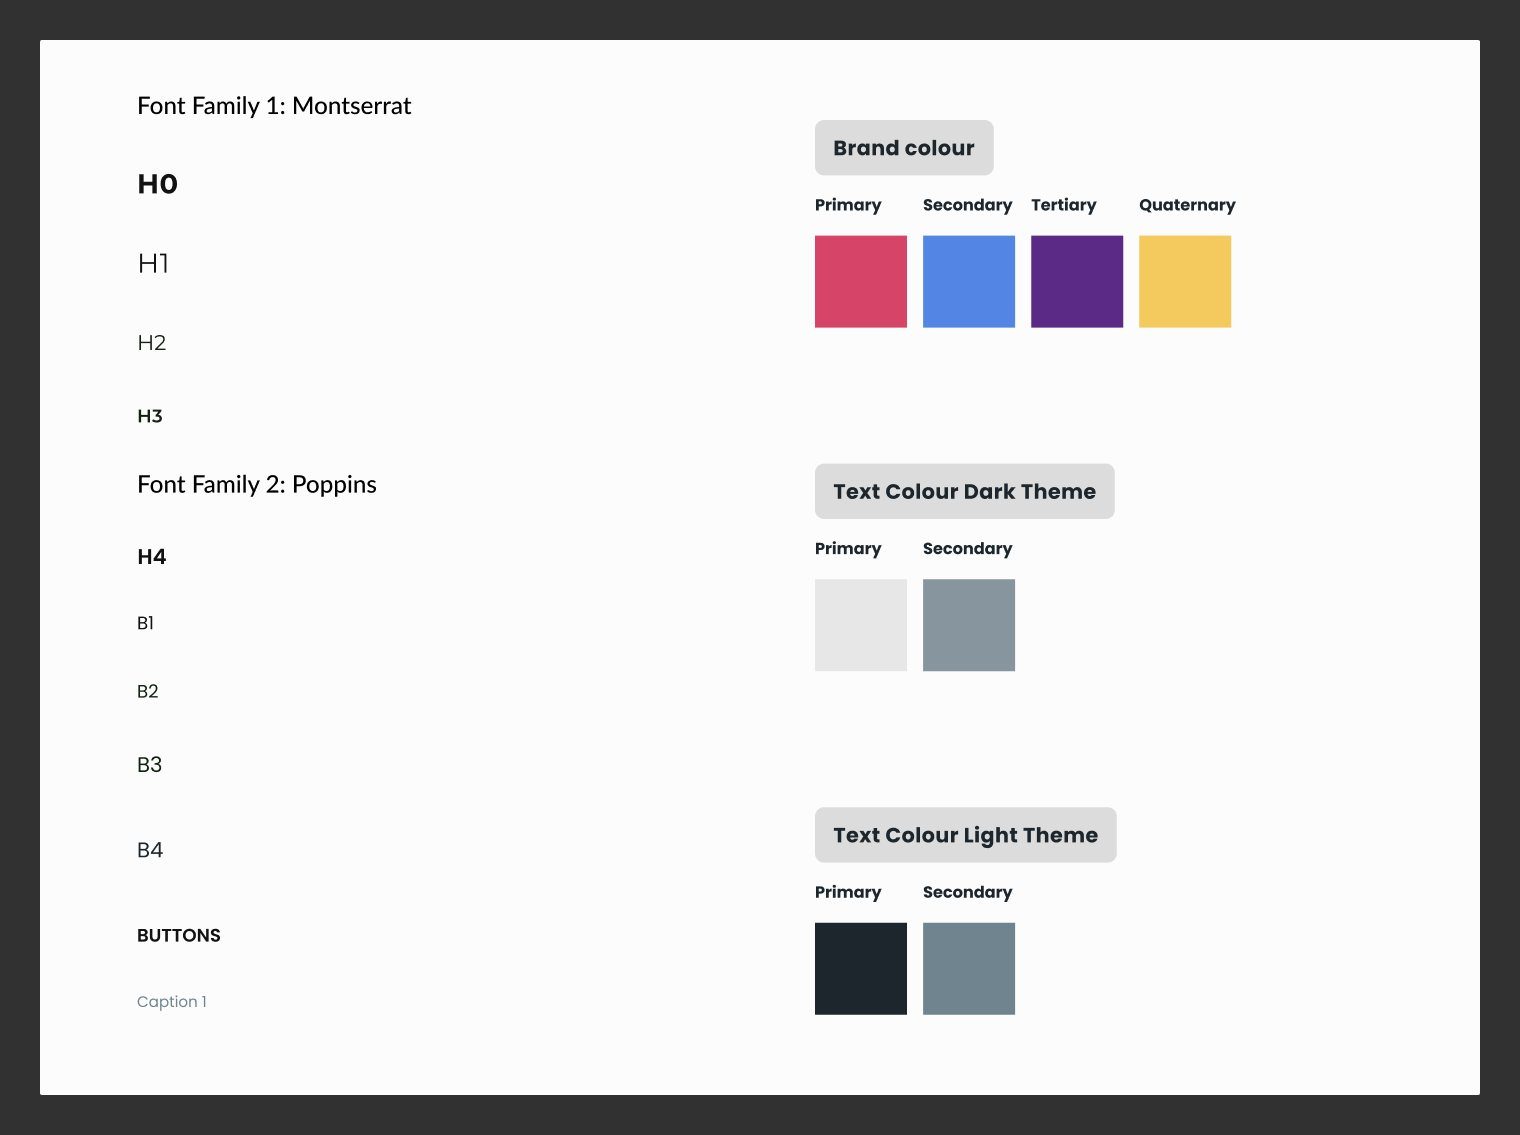 Font Family 1: Montserrat
H0
H1
H2
H3
Font Family 2: Poppins
H4
B1
B2
B3
B4
BUTTONS
Caption 1
Brand colour
Primary Secondary Tertiary Quaternary
Text Colour Dark Theme
Primary Secondary
Text Colour Light Theme
Primary Secondary